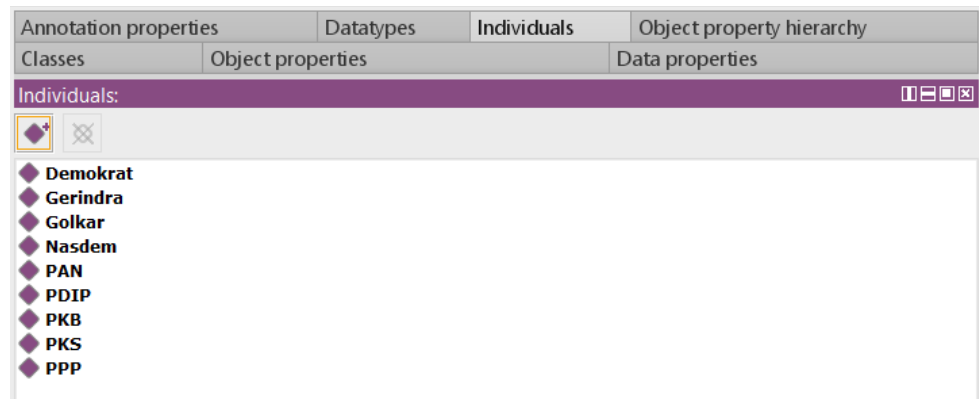 Annotation properties Datatypes Individuals Object property hierarchy
Classes Object properties Data properties
Individuals:
Demokrat
Gerindra
Golkar
Nasdem
PAN
PDIP
PKB
PKS
PPP